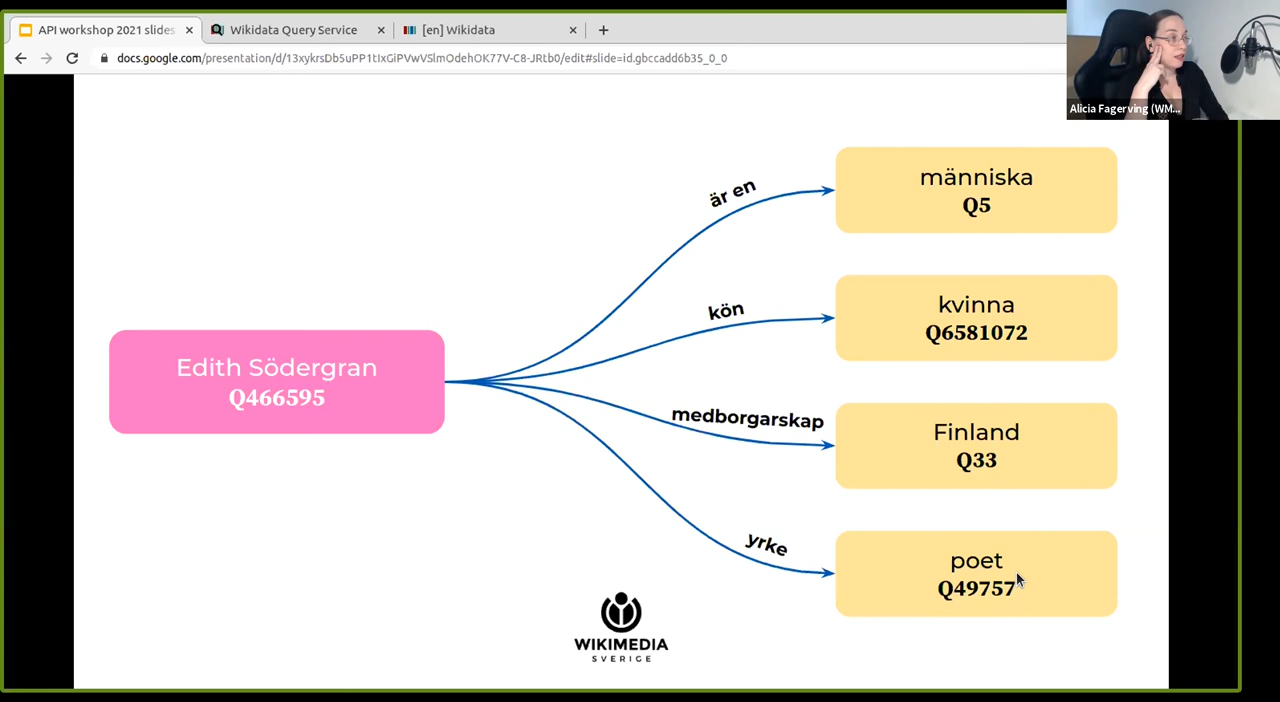 API workshop 2021 slides
Wikidata Query Service
[en] Wikidata
docs.google.com/presentation/d/13xykrsDb5uPP1tIxGiPVwVSlmOdehOK77V-C8-JRtb0/edit#slide=id.gbccadd6b35_0_0
Alicia Fagerving (WM...
är en
människa
Q5
kön
kvinna
Q6581072
Edith Södergran
Q466595
medborgarskap
Finland
Q33
yrke
poet
Q49757
WIKIMEDIA
SVERIGE